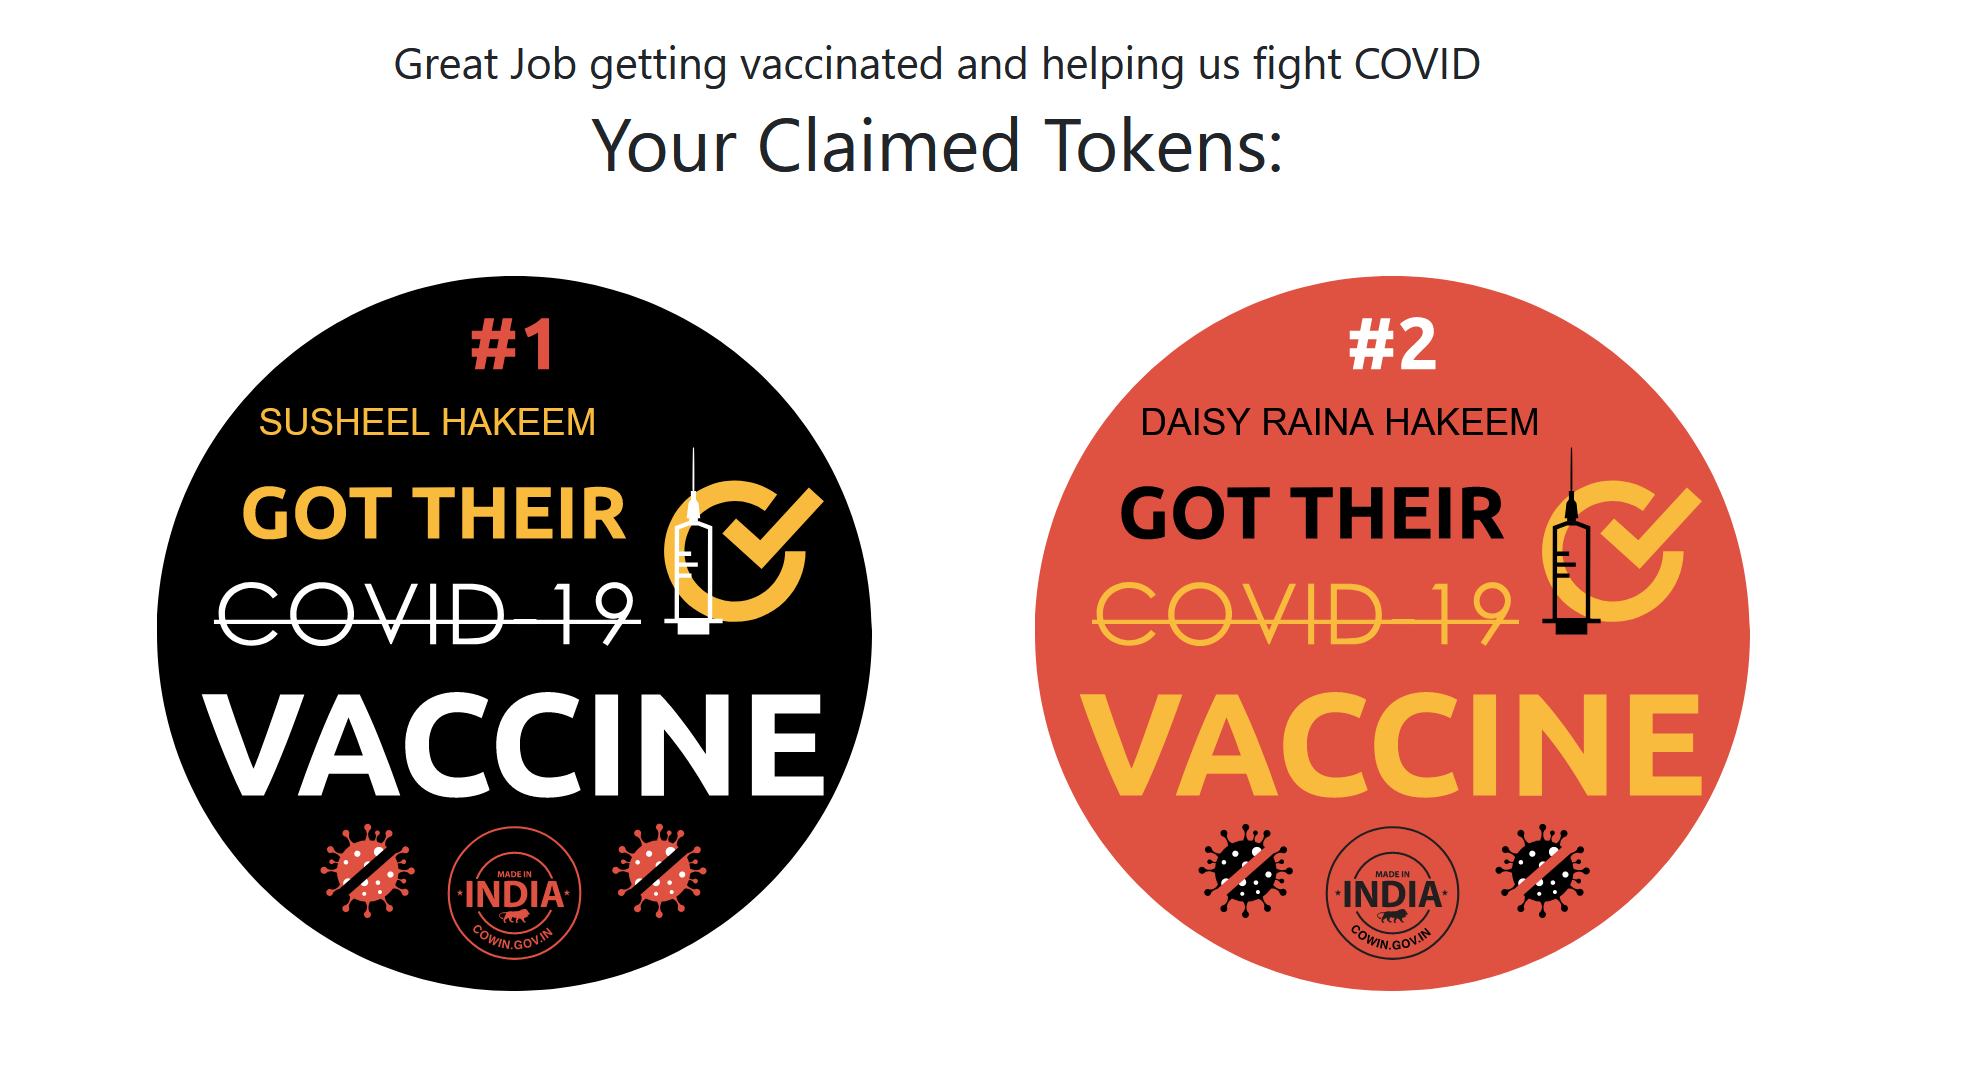 Great Job getting vaccinated and helping us fight COVID
Your Claimed Tokens:
#1
SUSHEEL HAKEEM
GOT THEIR
COVID-19
VACCINE
MADE IN
INDIA
COWIN.GOV.IN
#2
DAISY RAINA HAKEEM
GOT THEIR
COVID-19
VACCINE
MADE IN
INDIA
COWIN.GOV.IN